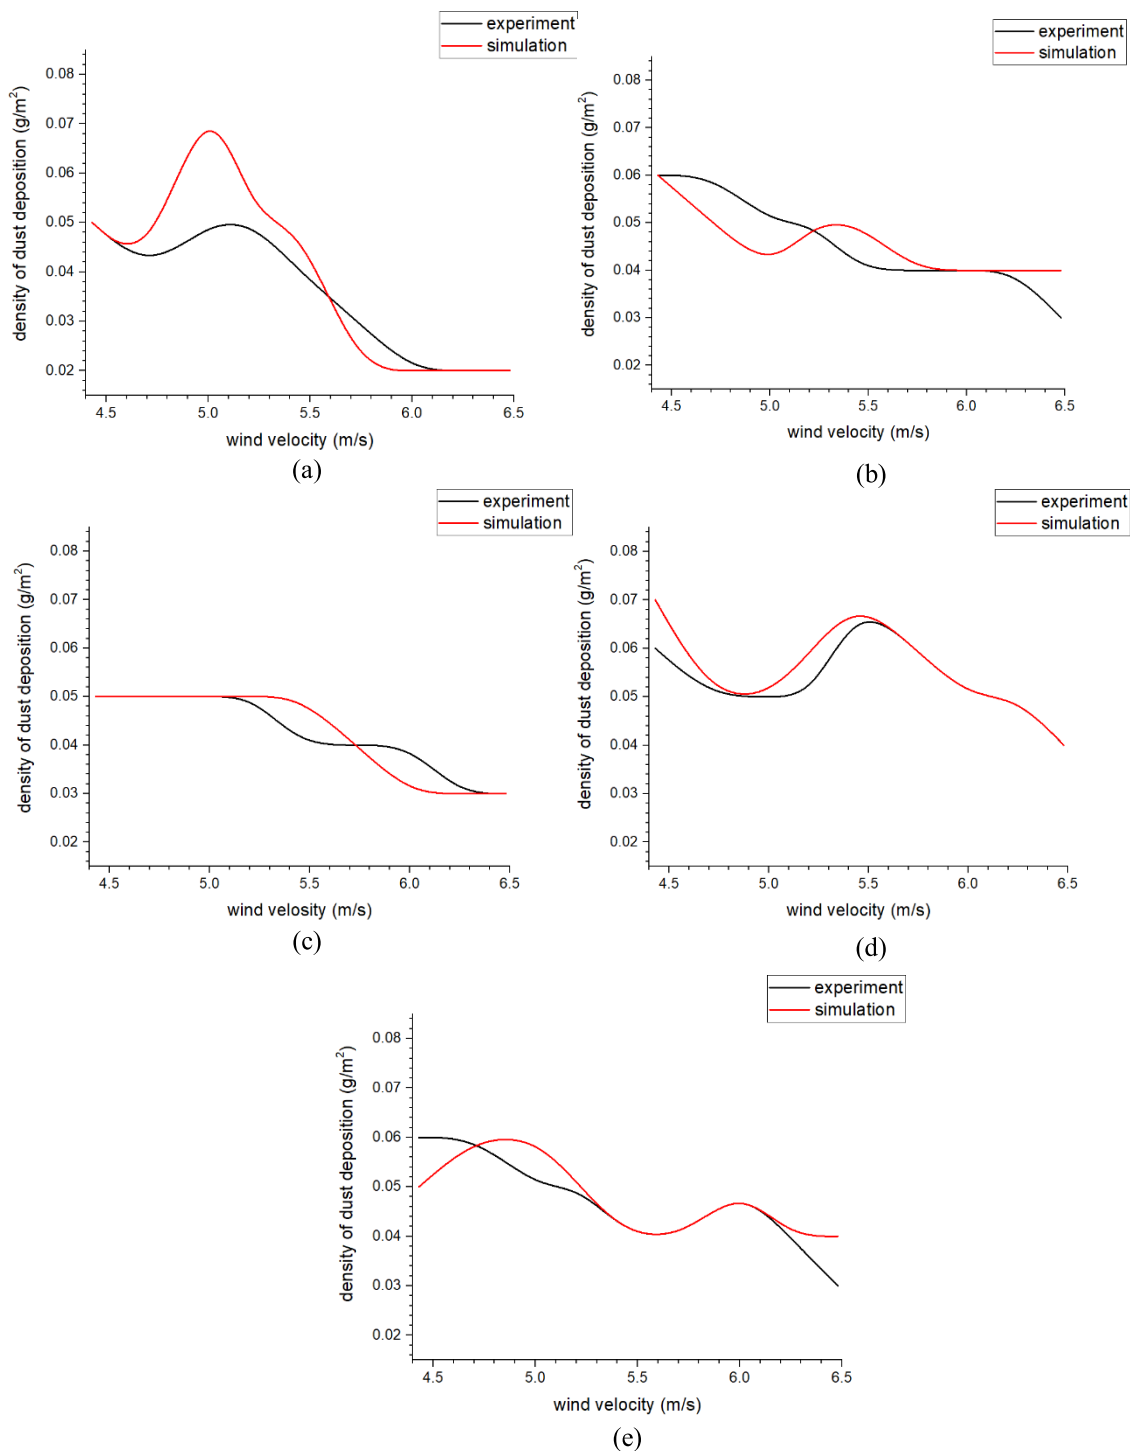 experiment
simulation
density of dust deposition (g/m²)
0.08
0.07
0.06
0.05
0.04
0.03
0.02
4.5 5.0 5.5 6.0 6.5
wind velocity (m/s)
(a)
experiment
simulation
density of dust deposition (g/m²)
0.08
0.07
0.06
0.05
0.04
0.03
0.02
4.5 5.0 5.5 6.0 6.5
wind velocity (m/s)
(b)
experiment
simulation
density of dust deposition (g/m²)
0.08
0.07
0.06
0.05
0.04
0.03
0.02
4.5 5.0 5.5 6.0 6.5
wind velosity (m/s)
(c)
experiment
simulation
density of dust deposition (g/m²)
0.08
0.07
0.06
0.05
0.04
0.03
0.02
4.5 5.0 5.5 6.0 6.5
wind velocity (m/s)
(d)
experiment
simulation
density of dust deposition (g/m²)
0.08
0.07
0.06
0.05
0.04
0.03
0.02
4.5 5.0 5.5 6.0 6.5
wind velocity (m/s)
(e)